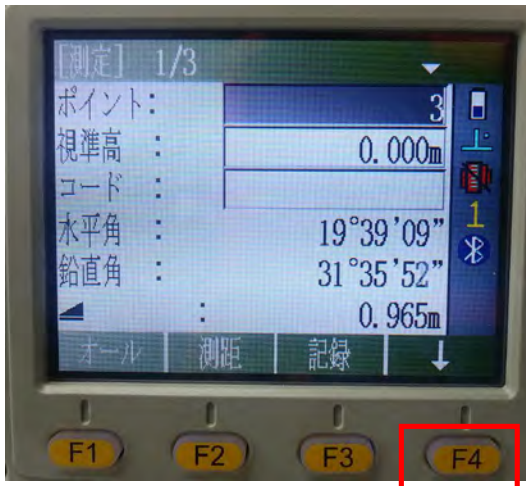 [測定] 1/3
ポイント: 3
視準高 : 0.000m
コード :
水平角 : 19°39'09"
鉛直角 : 31°35'52"
: 0.965m
1
オール 測距 記録 ↓
F1 F2 F3 F4